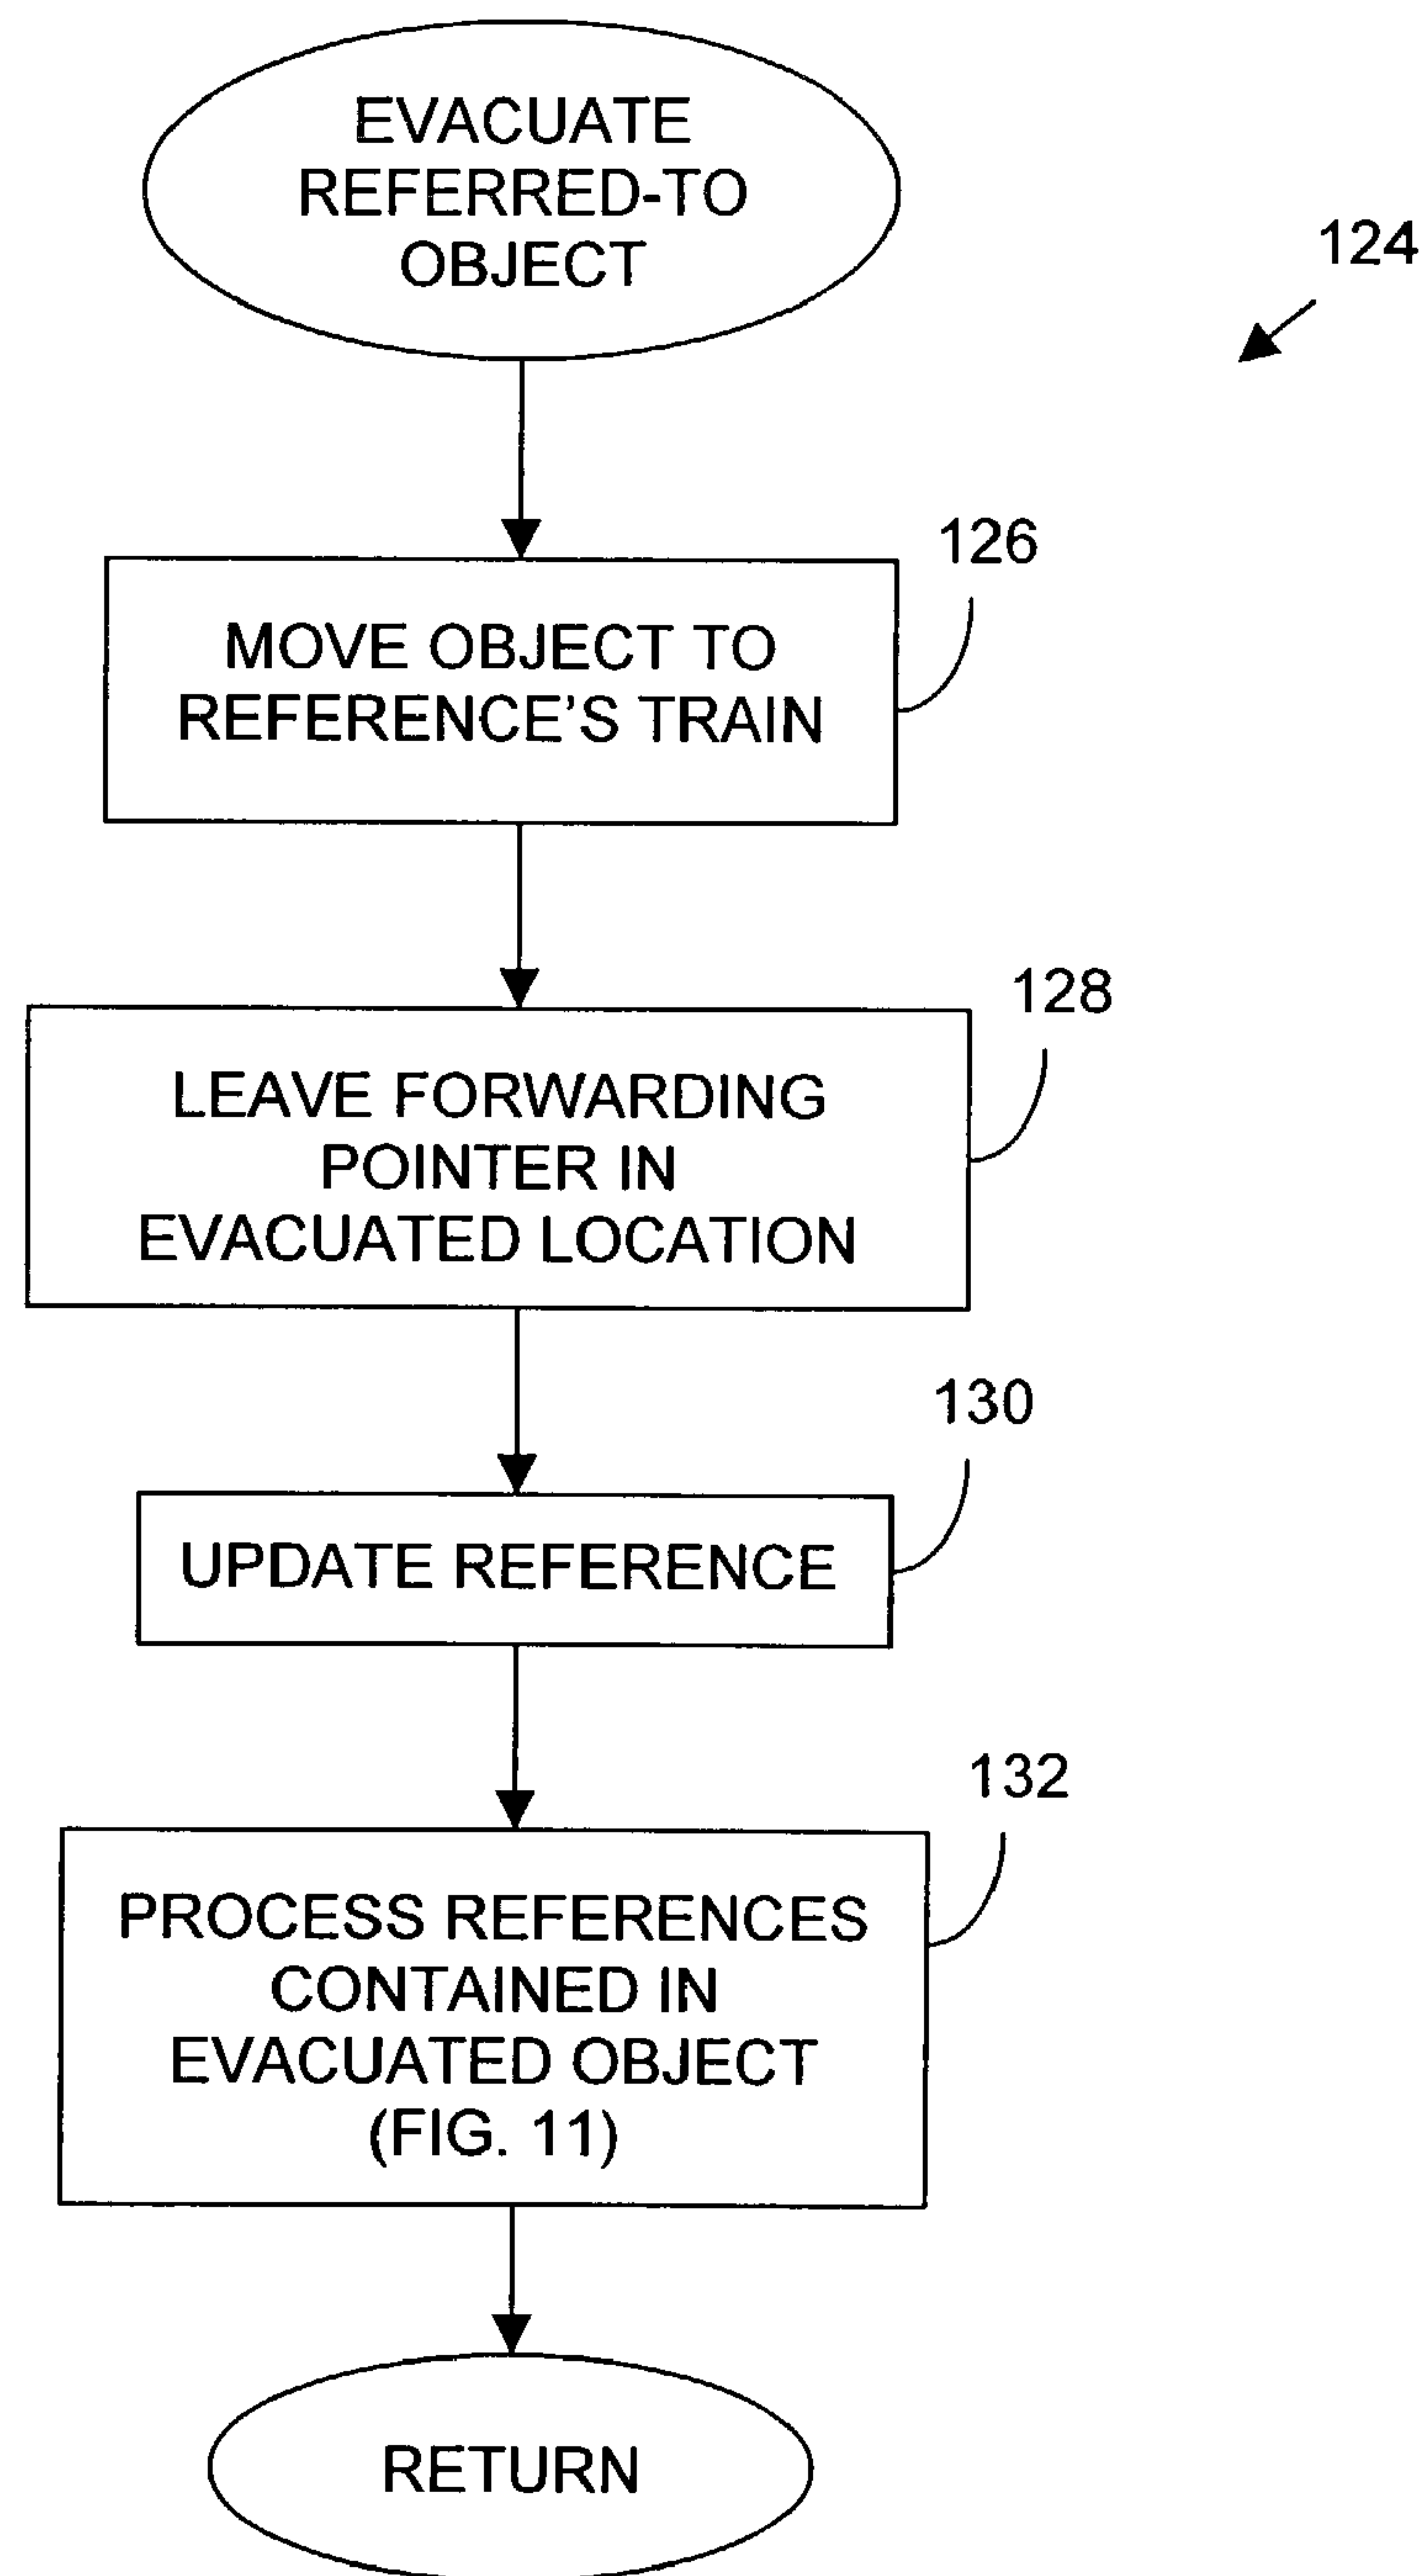 EVACUATE
REFERRED-TO
OBJECT
124
126
MOVE OBJECT TO
REFERENCE'S TRAIN
128
LEAVE FORWARDING
POINTER IN
EVACUATED LOCATION
130
UPDATE REFERENCE
132
PROCESS REFERENCES
CONTAINED IN
EVACUATED OBJECT
(FIG. 11)
RETURN